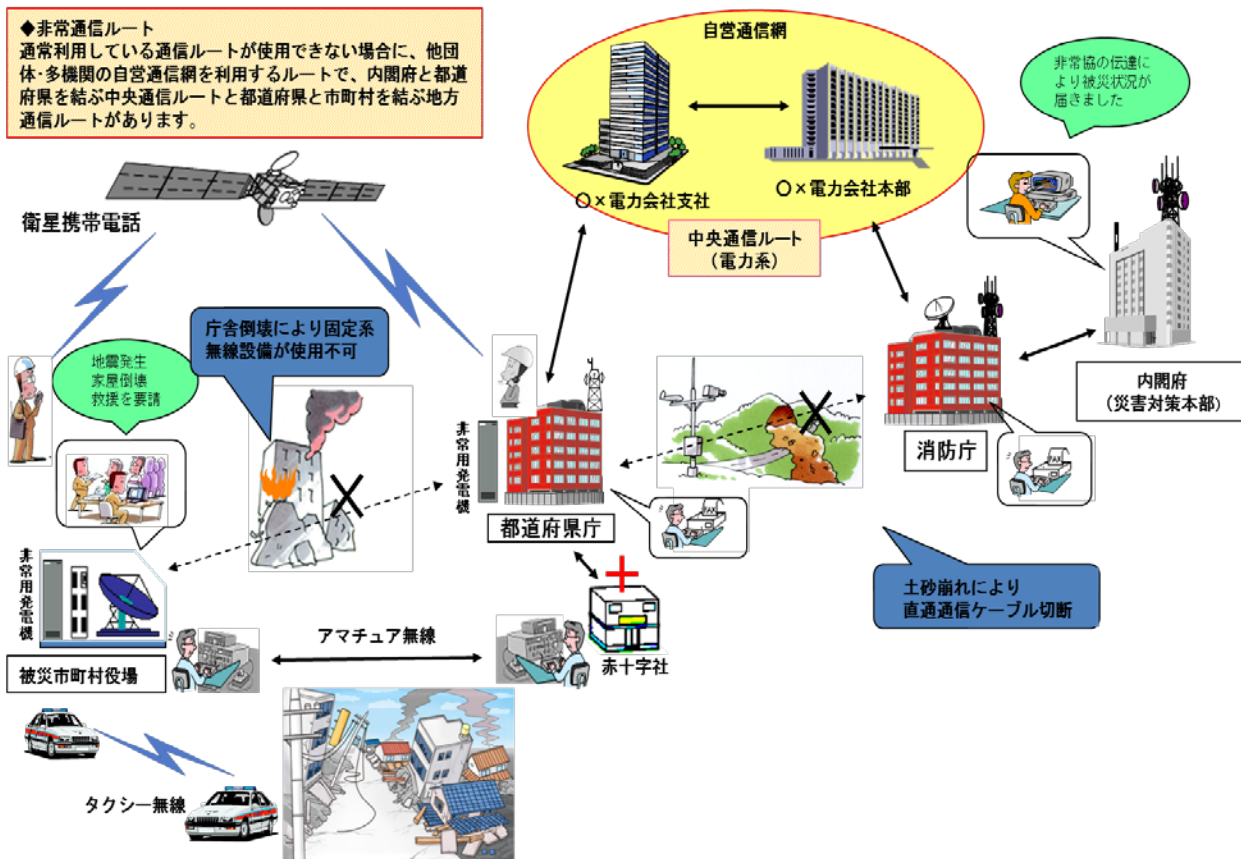 ◆非常通信ルート
通常利用している通信ルートが使用できない場合に、他団
体・多機関の自営通信網を利用するルートで、内閣府と都道
府県を結ぶ中央通信ルートと都道府県と市町村を結ぶ地方
通信ルートがあります。
自営通信網
〇×電力会社支社
〇×電力会社本部
中央通信ルート
（電力系）
非常協の伝達に
より被災状況が
届きました
衛星携帯電話
庁舎倒壊により固定系
無線設備が使用不可
地震発生
家屋倒壊
救援を要請
非常用発電機
都道府県庁
FAX
消防庁
FAX
内閣府
（災害対策本部）
土砂崩れにより
直通通信ケーブル切断
非常用発電機
被災市町村役場
アマチュア無線
赤十字社
タクシー無線